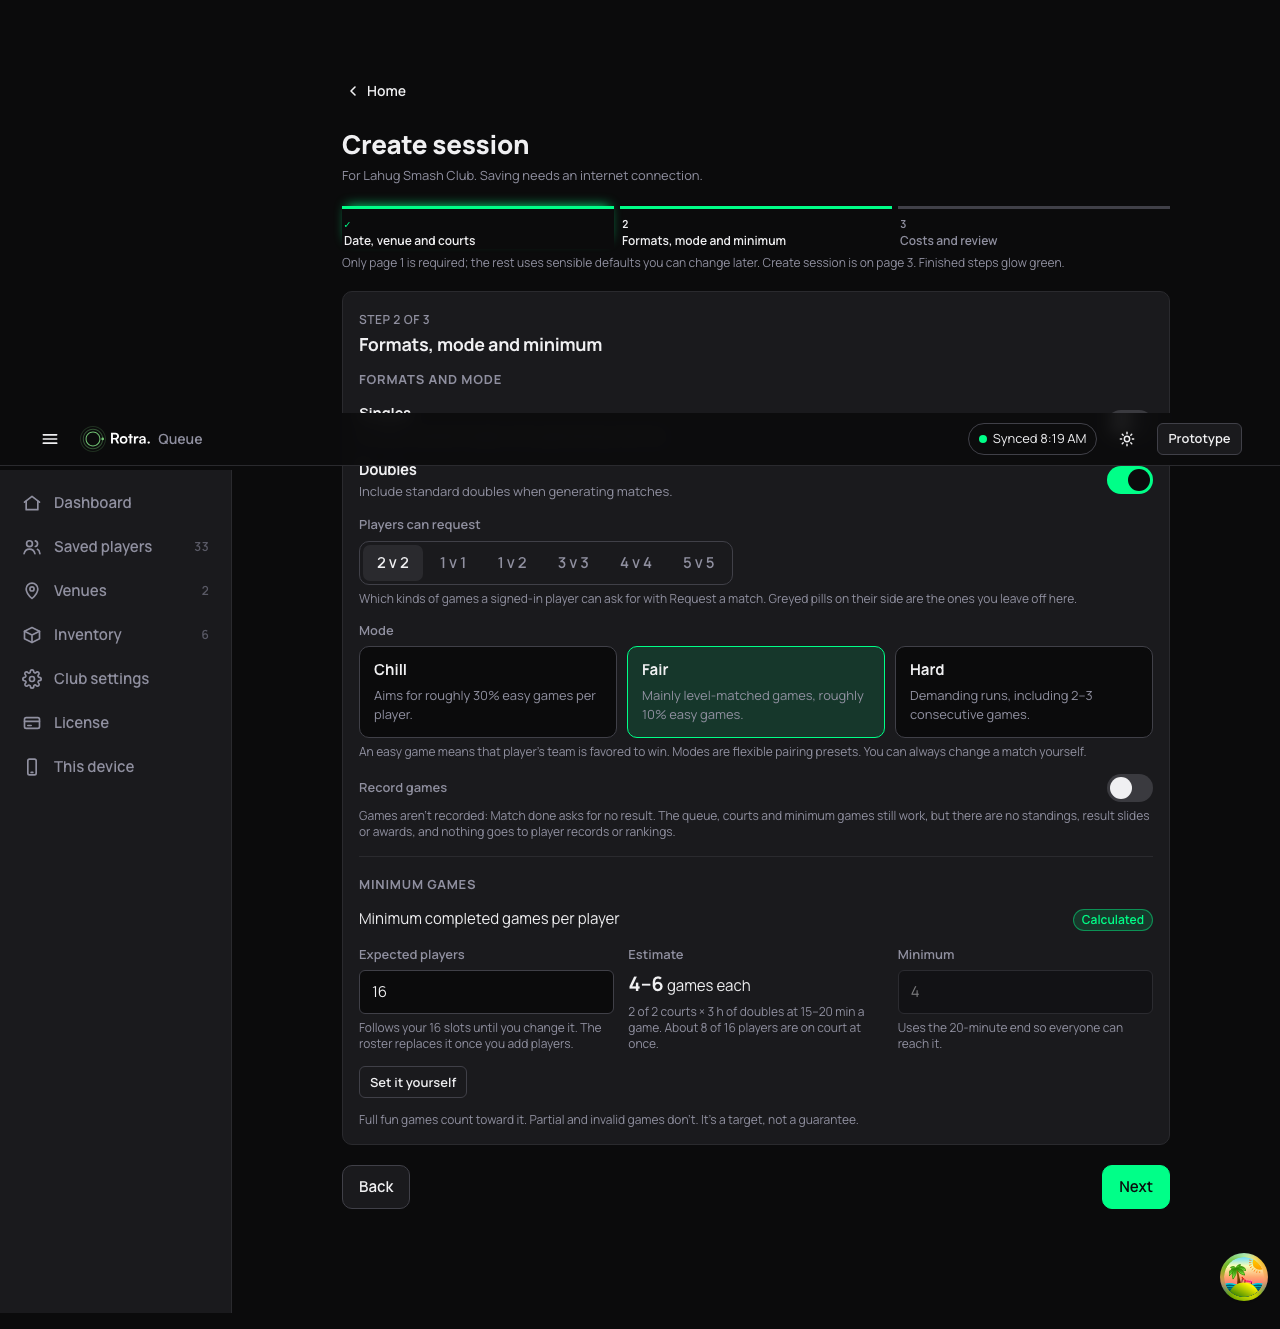 Home
Create session
For Lahug Smash Club. Saving needs an internet connection.
✓
Date, venue and courts
2
Formats, mode and minimum
3
Costs and review
Only page 1 is required; the rest uses sensible defaults you can change later. Create session is on page 3. Finished steps glow green.
STEP 2 OF 3
Formats, mode and minimum
FORMATS AND MODE
Singles
Rotra. Queue
Synced 8:19 AM
Prototype
Dashboard
Saved players 33
Venues 2
Inventory 6
Club settings
License
This device
Doubles
Include standard doubles when generating matches.
Players can request
2 v 2
1 v 1
1 v 2
3 v 3
4 v 4
5 v 5
Which kinds of games a signed-in player can ask for with Request a match. Greyed pills on their side are the ones you leave off here.
Mode
Chill
Aims for roughly 30% easy games per
player.
Fair
Mainly level-matched games, roughly
10% easy games.
Hard
Demanding runs, including 2–3
consecutive games.
An easy game means that player's team is favored to win. Modes are flexible pairing presets. You can always change a match yourself.
Record games
Games aren't recorded: Match done asks for no result. The queue, courts and minimum games still work, but there are no standings, result slides
or awards, and nothing goes to player records or rankings.
MINIMUM GAMES
Minimum completed games per player
Calculated
Expected players
16
Follows your 16 slots until you change it. The
roster replaces it once you add players.
Estimate
4–6 games each
2 of 2 courts × 3 h of doubles at 15–20 min a
game. About 8 of 16 players are on court at
once.
Minimum
4
Uses the 20-minute end so everyone can
reach it.
Set it yourself
Full fun games count toward it. Partial and invalid games don't. It's a target, not a guarantee.
Back
Next